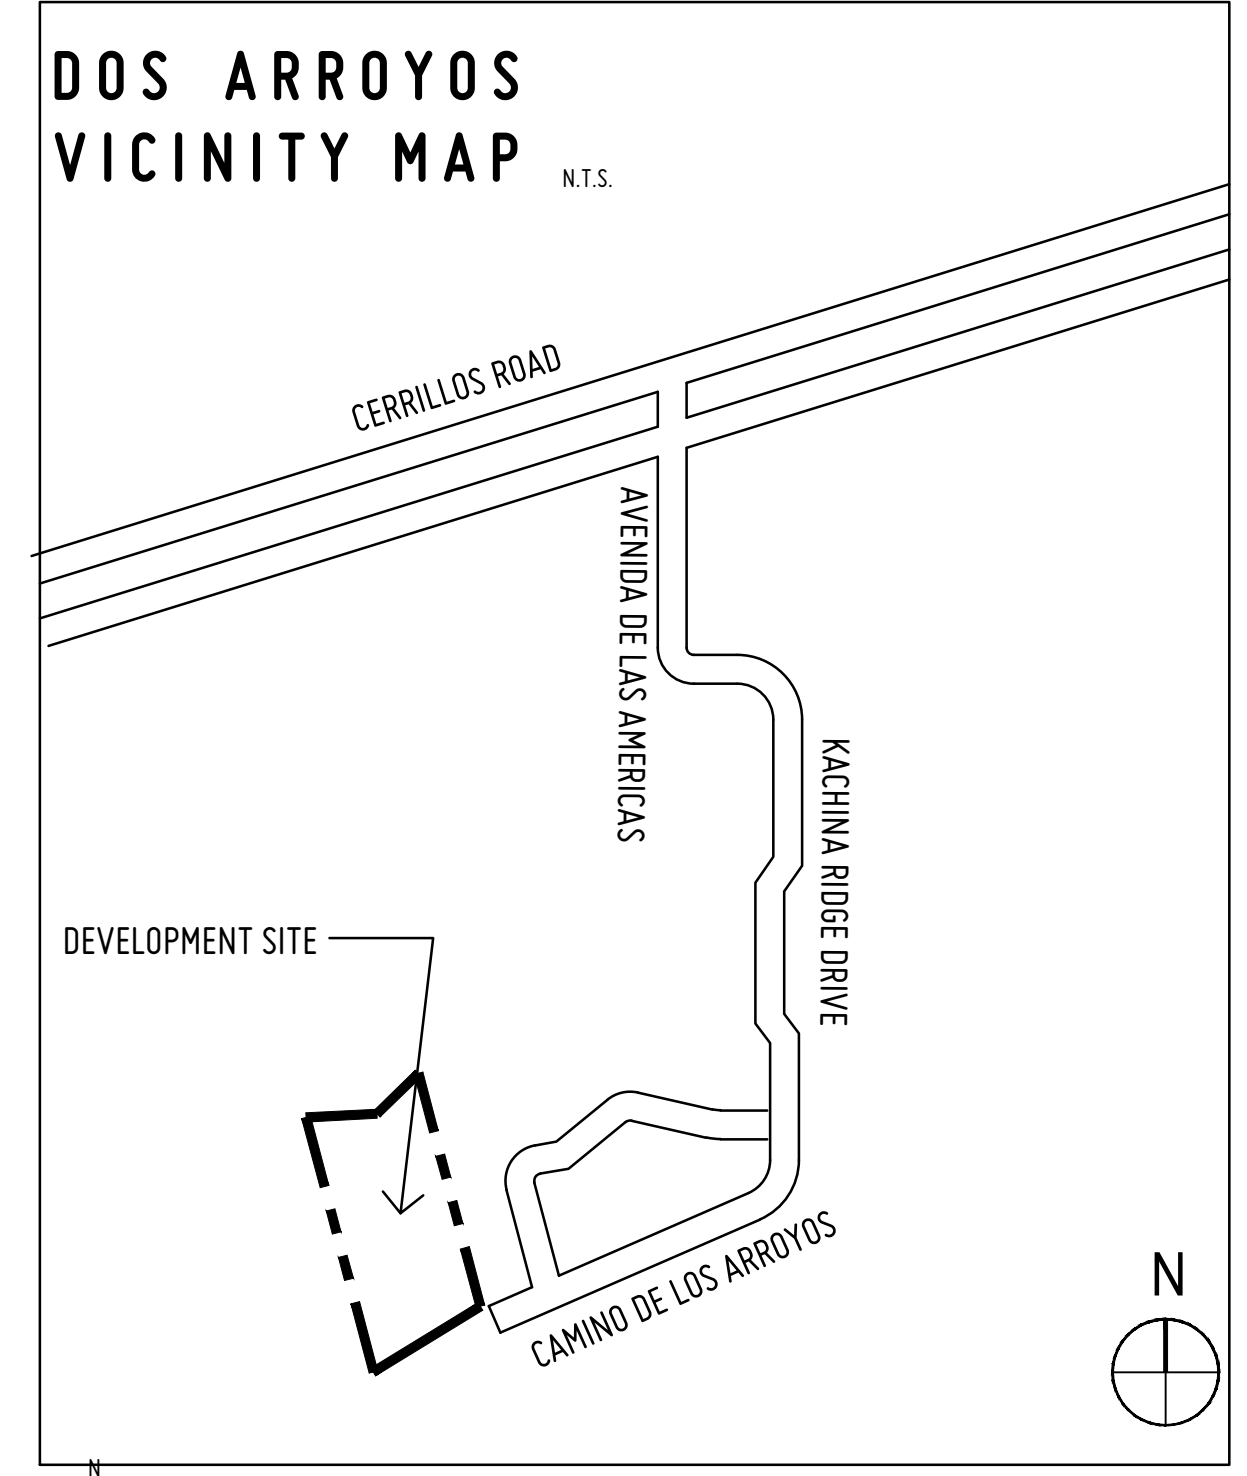 DOS ARROYOS
VICINITY MAP
N.T.S.
CERRILLOS ROAD
AVENIDA DE LAS AMERICAS
KACHINA RIDGE DRIVE
DEVELOPMENT SITE
CAMINO DE LOS ARROYOS
N
N